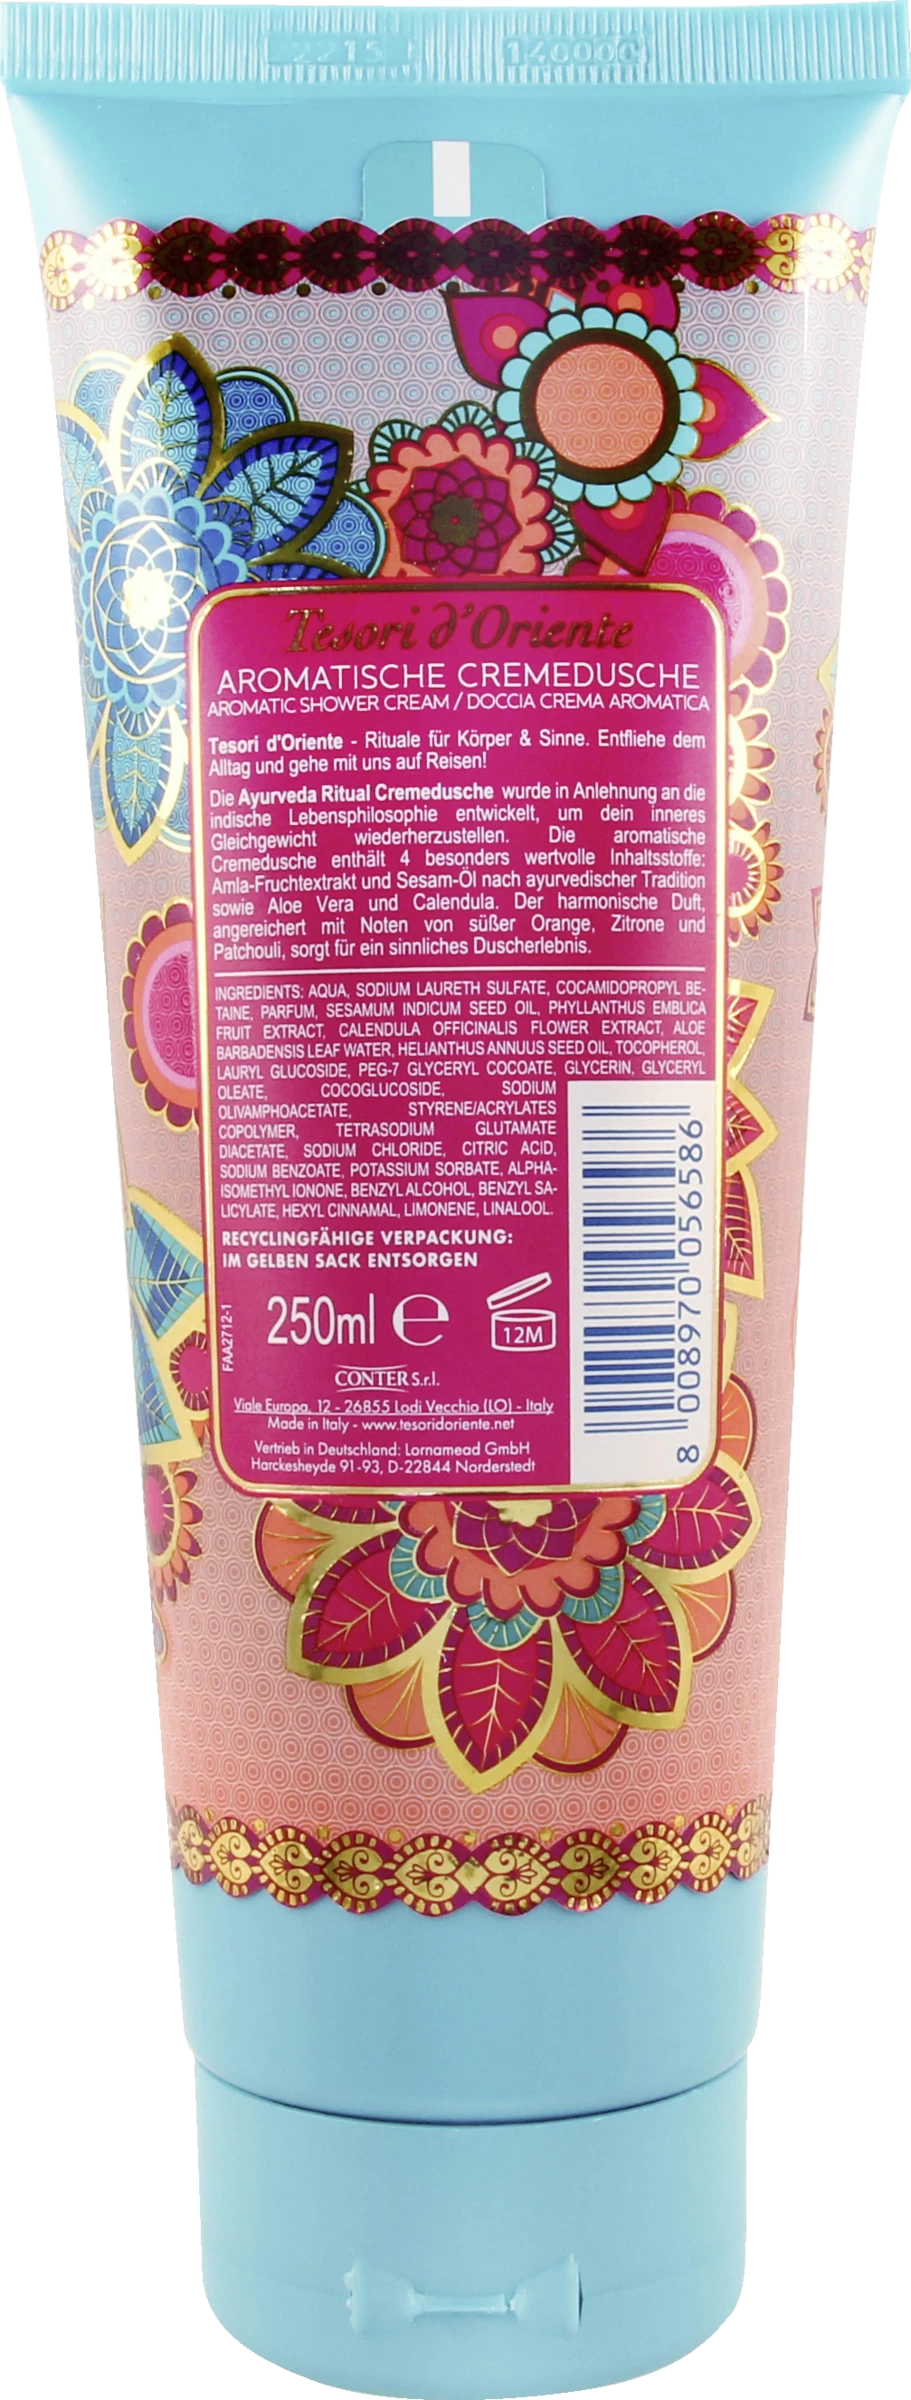 2215 140000
Tesori d'Oriente
AROMATISCHE CREMEDUSCHE
AROMATIC SHOWER CREAM / DOCCIA CREMA AROMATICA
Tesori d'Oriente - Rituale für Körper & Sinne. Entfliehe dem
Alltag und gehe mit uns auf Reisen!
Die Ayurveda Ritual Cremedusche wurde in Anlehnung an die
indische Lebensphilosophie entwickelt, um dein inneres
Gleichgewicht wiederherzustellen. Die aromatische
Cremedusche enthält 4 besonders wertvolle Inhaltsstoffe:
Amla-Fruchtextrakt und Sesam-Öl nach ayurvedischer Tradition
sowie Aloe Vera und Calendula. Der harmonische Duft,
angereichert mit Noten von süßer Orange, Zitrone und
Patchouli, sorgt für ein sinnliches Duscherlebnis.
INGREDIENTS: AQUA, SODIUM LAURETH SULFATE, COCAMIDOPROPYL BE-
TAINE, PARFUM, SESAMUM INDICUM SEED OIL, PHYLLANTHUS EMBLICA
FRUIT EXTRACT, CALENDULA OFFICINALIS FLOWER EXTRACT, ALOE
BARBADENSIS LEAF WATER, HELIANTHUS ANNUUS SEED OIL, TOCOPHEROL,
LAURYL GLUCOSIDE, PEG-7 GLYCERYL COCOATE, GLYCERIN, GLYCERYL
OLEATE, COCOGLUCOSIDE, SODIUM
OLIVAMPHOACETATE, STYRENE/ACRYLATES
COPOLYMER, TETRASODIUM GLUTAMATE
DIACETATE, SODIUM CHLORIDE, CITRIC ACID,
SODIUM BENZOATE, POTASSIUM SORBATE, ALPHA-
ISOMETHYL IONONE, BENZYL ALCOHOL, BENZYL SA-
LICYLATE, HEXYL CINNAMAL, LIMONENE, LINALOOL.
RECYCLINGFÄHIGE VERPACKUNG:
IM GELBEN SACK ENTSORGEN
FAA2712-1
250ml e
12M
CONTER S.r.l.
Viale Europa, 12 - 26855 Lodi Vecchio (LO) - Italy
Made in Italy - www.tesoridoriente.net
Vertrieb in Deutschland: Lornamead GmbH
Harckesheyde 91-93, D-22844 Norderstedt
8 008970 056586